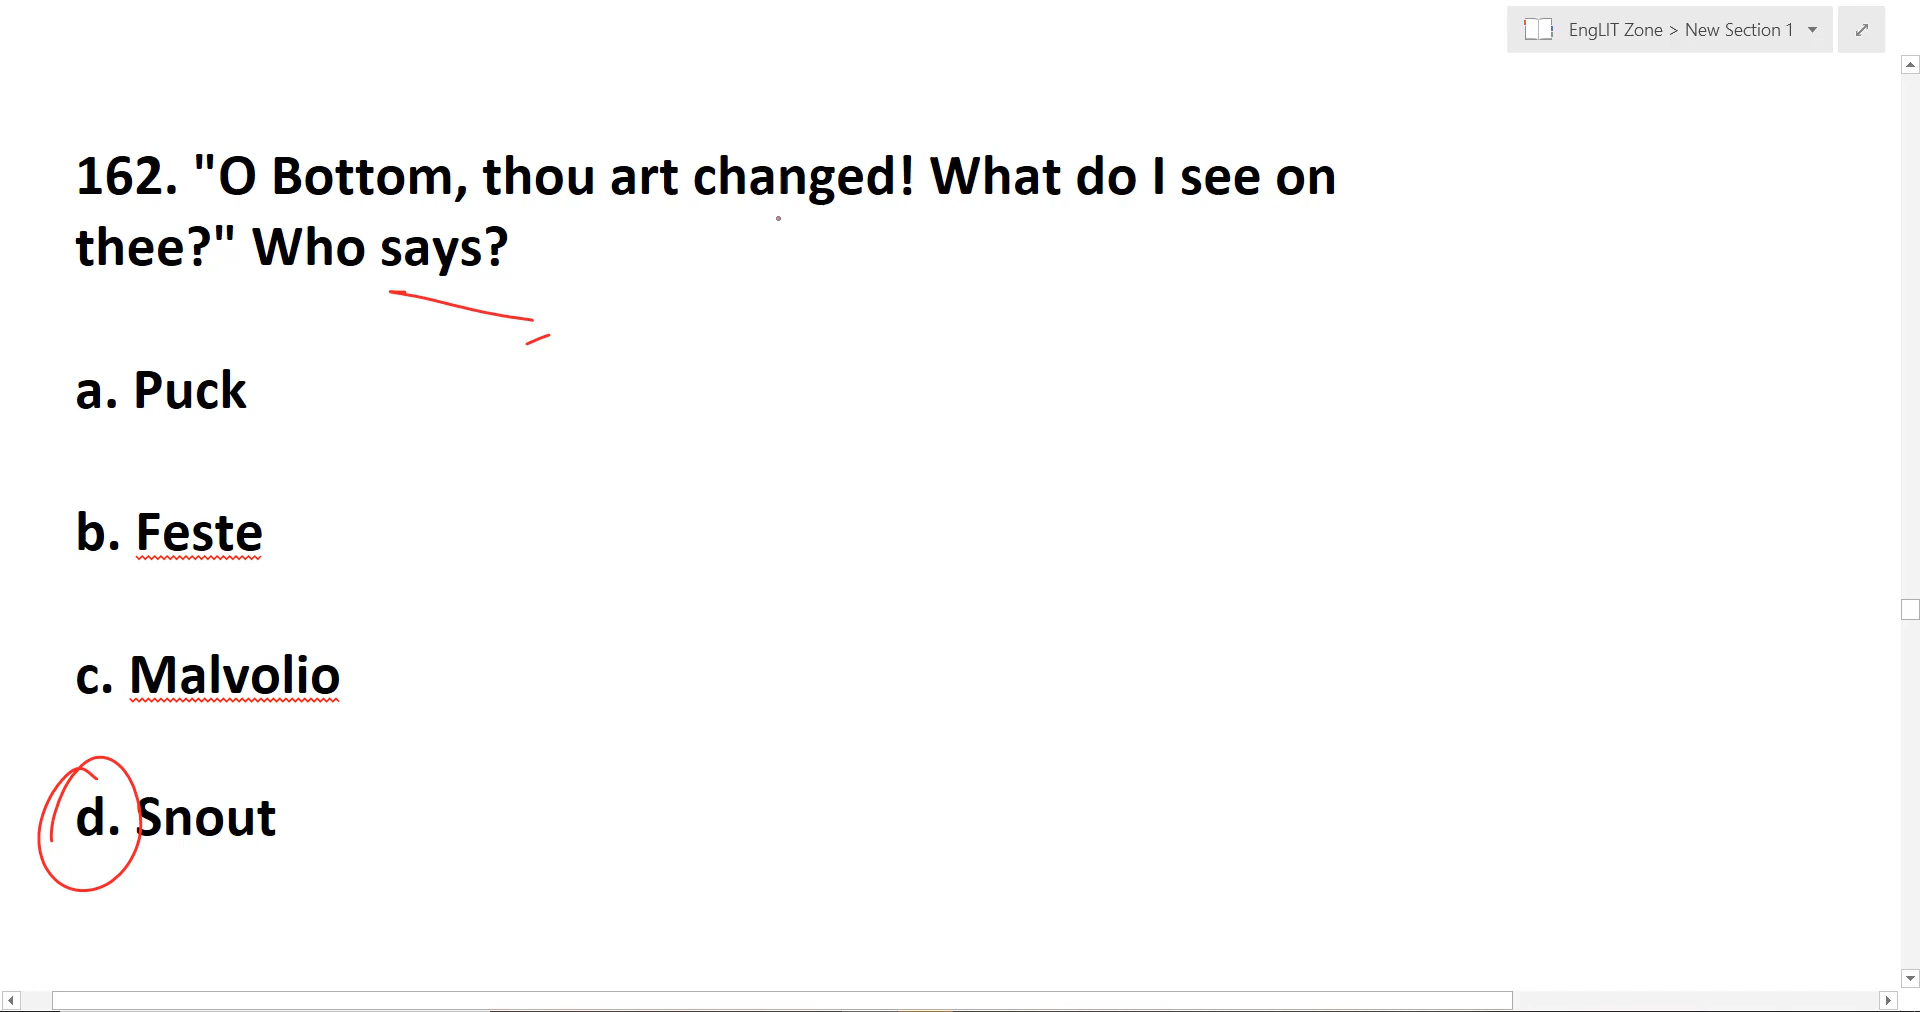 EngLIT Zone > New Section 1
162. "O Bottom, thou art changed! What do I see on
thee?" Who says?
a. Puck
b. Feste
c. Malvolio
d. Snout